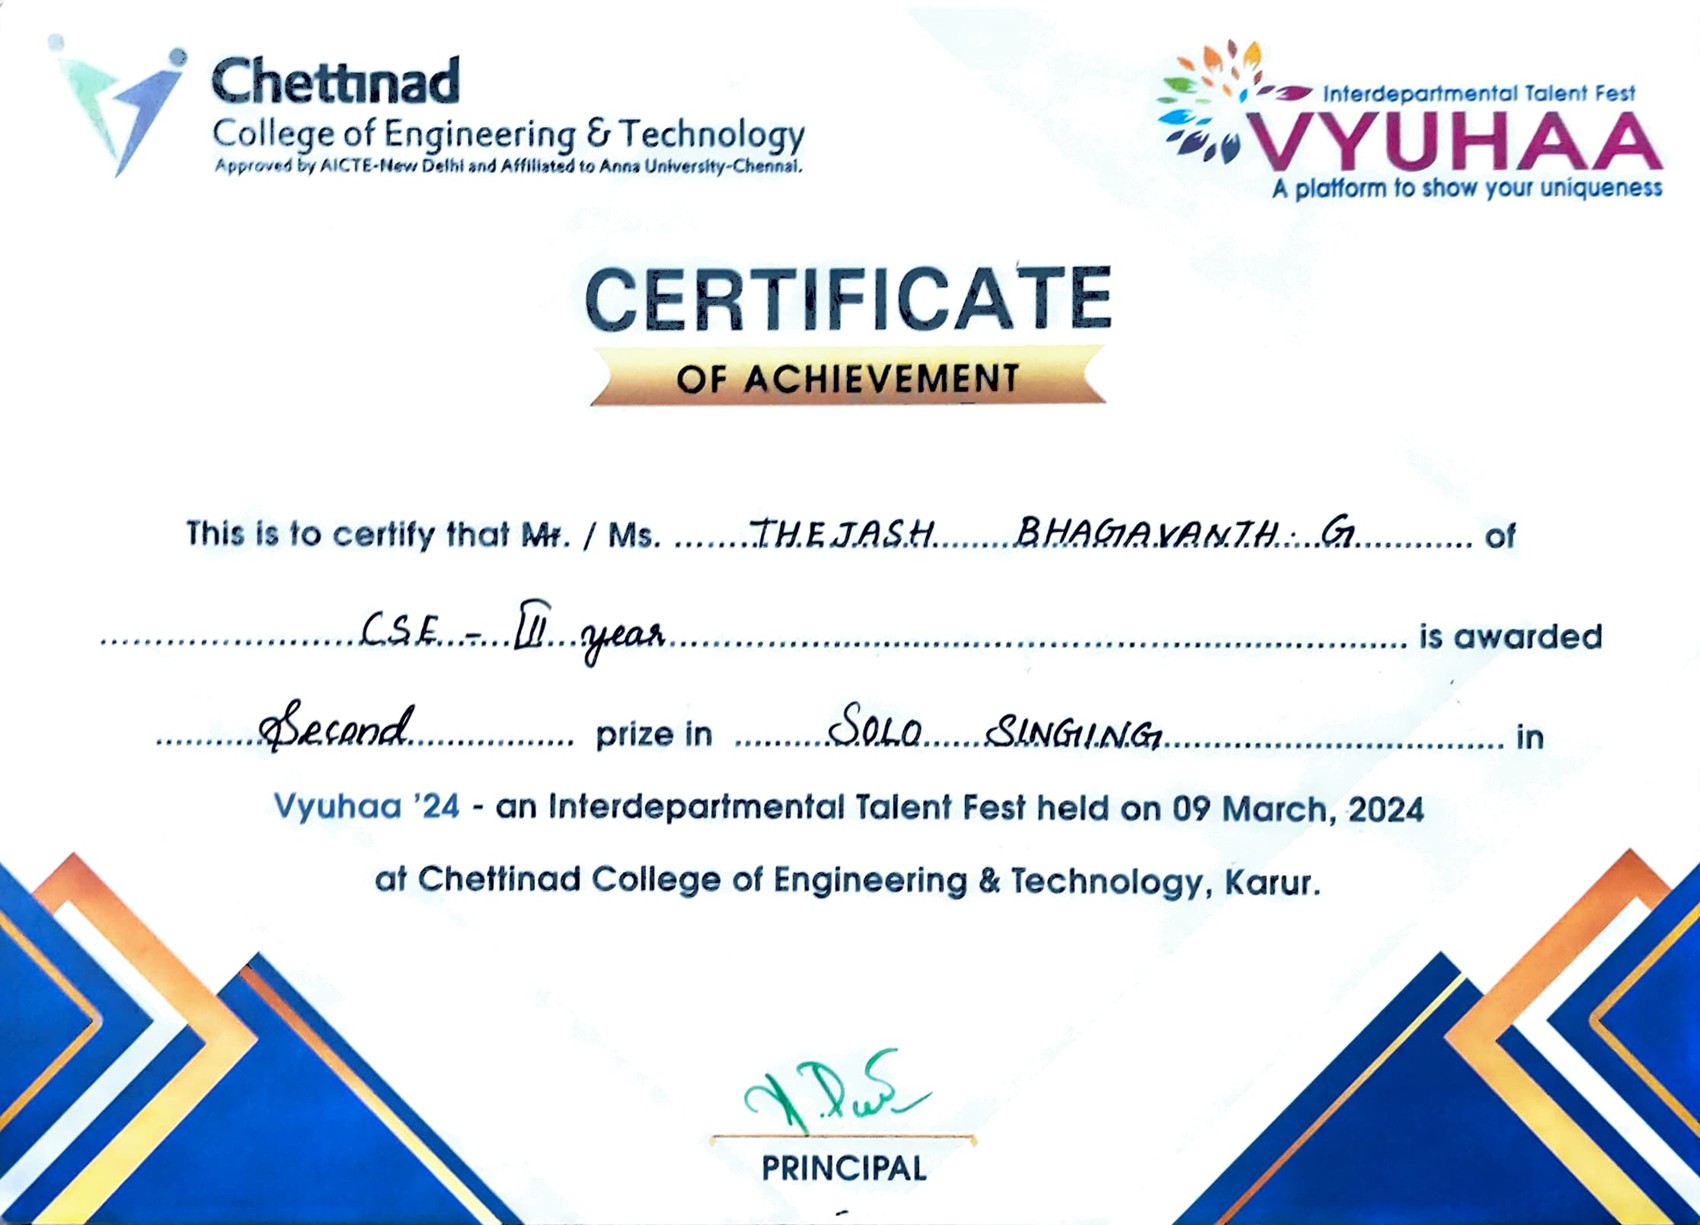 Chettinad
College of Engineering & Technology
Approved by AICTE-New Delhi and Affiliated to Anna University-Chennai.
Interdepartmental Talent Fest
VYUHAA
A platform to show your uniqueness
CERTIFICATE
OF ACHIEVEMENT
This is to certify that Mr. / Ms. ........THEJASH........BHAGAVANTH. G............. of
........................CSE - III year........................ is awarded
............Second................ prize in ..........SOLO SINGING................................ in
Vyuhaa '24 - an Interdepartmental Talent Fest held on 09 March, 2024
at Chettinad College of Engineering & Technology, Karur.
PRINCIPAL